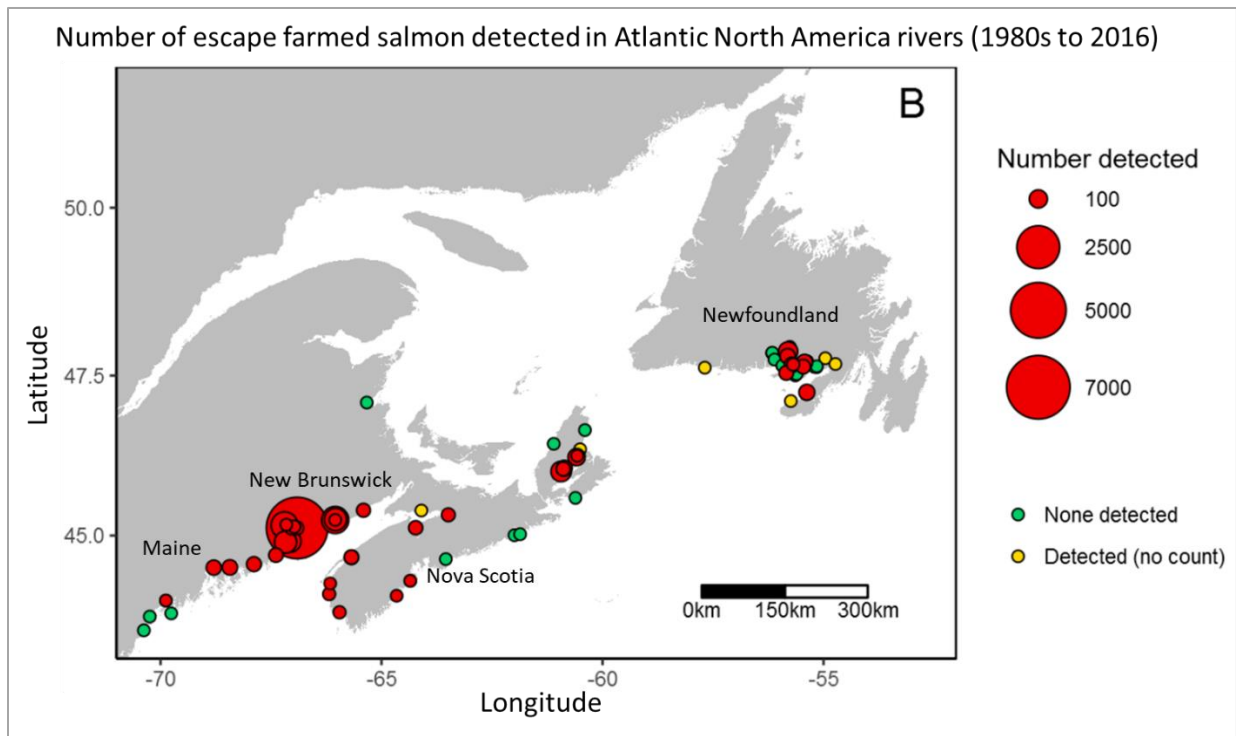 Number of escape farmed salmon detected in Atlantic North America rivers (1980s to 2016)
B
Number detected
100
2500
5000
7000
None detected
Detected (no count)
Latitude
50.0
47.5
45.0
Newfoundland
New Brunswick
Maine
Nova Scotia
0km 150km 300km
-70 -65 -60 -55
Longitude